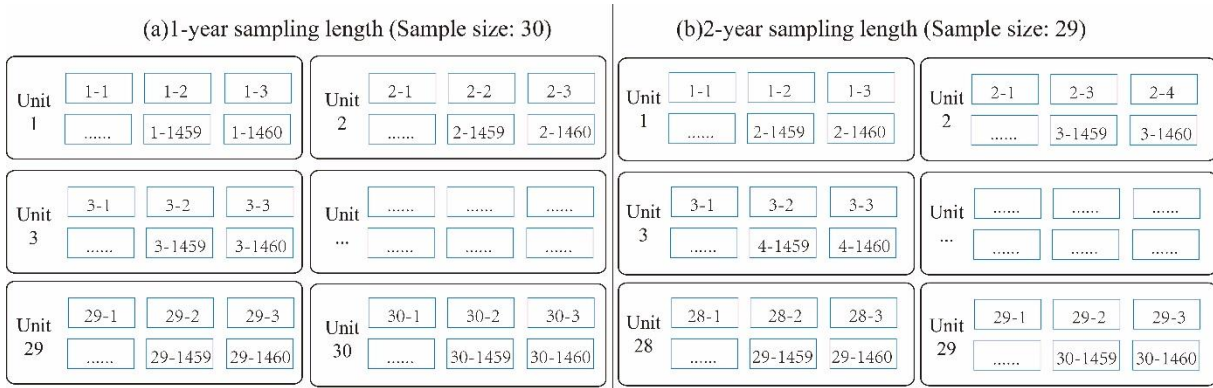 (a)1-year sampling length (Sample size: 30)
Unit 1
1-1 1-2 1-3
...... 1-1459 1-1460
Unit 2
2-1 2-2 2-3
...... 2-1459 2-1460
Unit 3
3-1 3-2 3-3
...... 3-1459 3-1460
Unit ...
...... ...... ......
...... ...... ......
Unit 29
29-1 29-2 29-3
...... 29-1459 29-1460
Unit 30
30-1 30-2 30-3
...... 30-1459 30-1460
(b)2-year sampling length (Sample size: 29)
Unit 1
1-1 1-2 1-3
...... 2-1459 2-1460
Unit 2
2-1 2-3 2-4
...... 3-1459 3-1460
Unit 3
3-1 3-2 3-3
...... 4-1459 4-1460
Unit ...
...... ...... ......
...... ...... ......
Unit 28
28-1 28-2 28-3
...... 29-1459 29-1460
Unit 29
29-1 29-2 29-3
...... 30-1459 30-1460